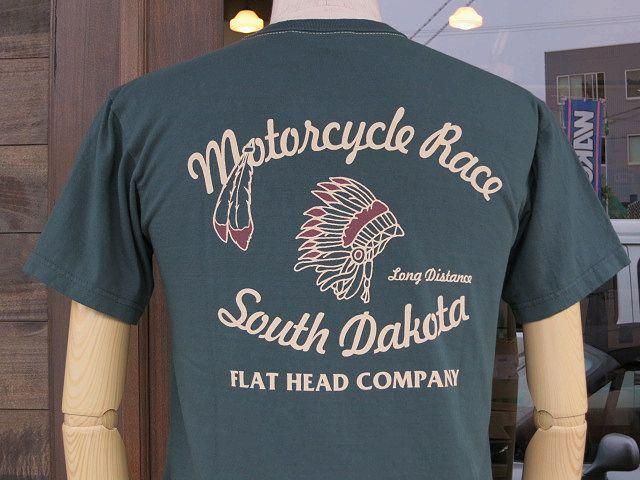 Motorcycle Race
Long Distance
South Dakota
FLAT HEAD COMPANY